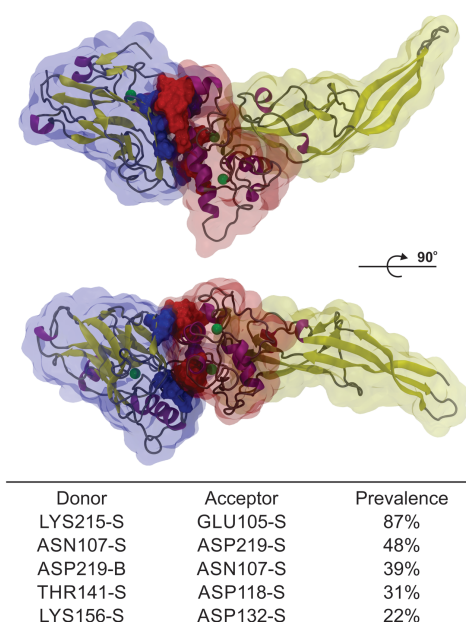 90°
Donor Acceptor Prevalence
LYS215-S GLU105-S 87%
ASN107-S ASP219-S 48%
ASP219-B ASN107-S 39%
THR141-S ASP118-S 31%
LYS156-S ASP132-S 22%